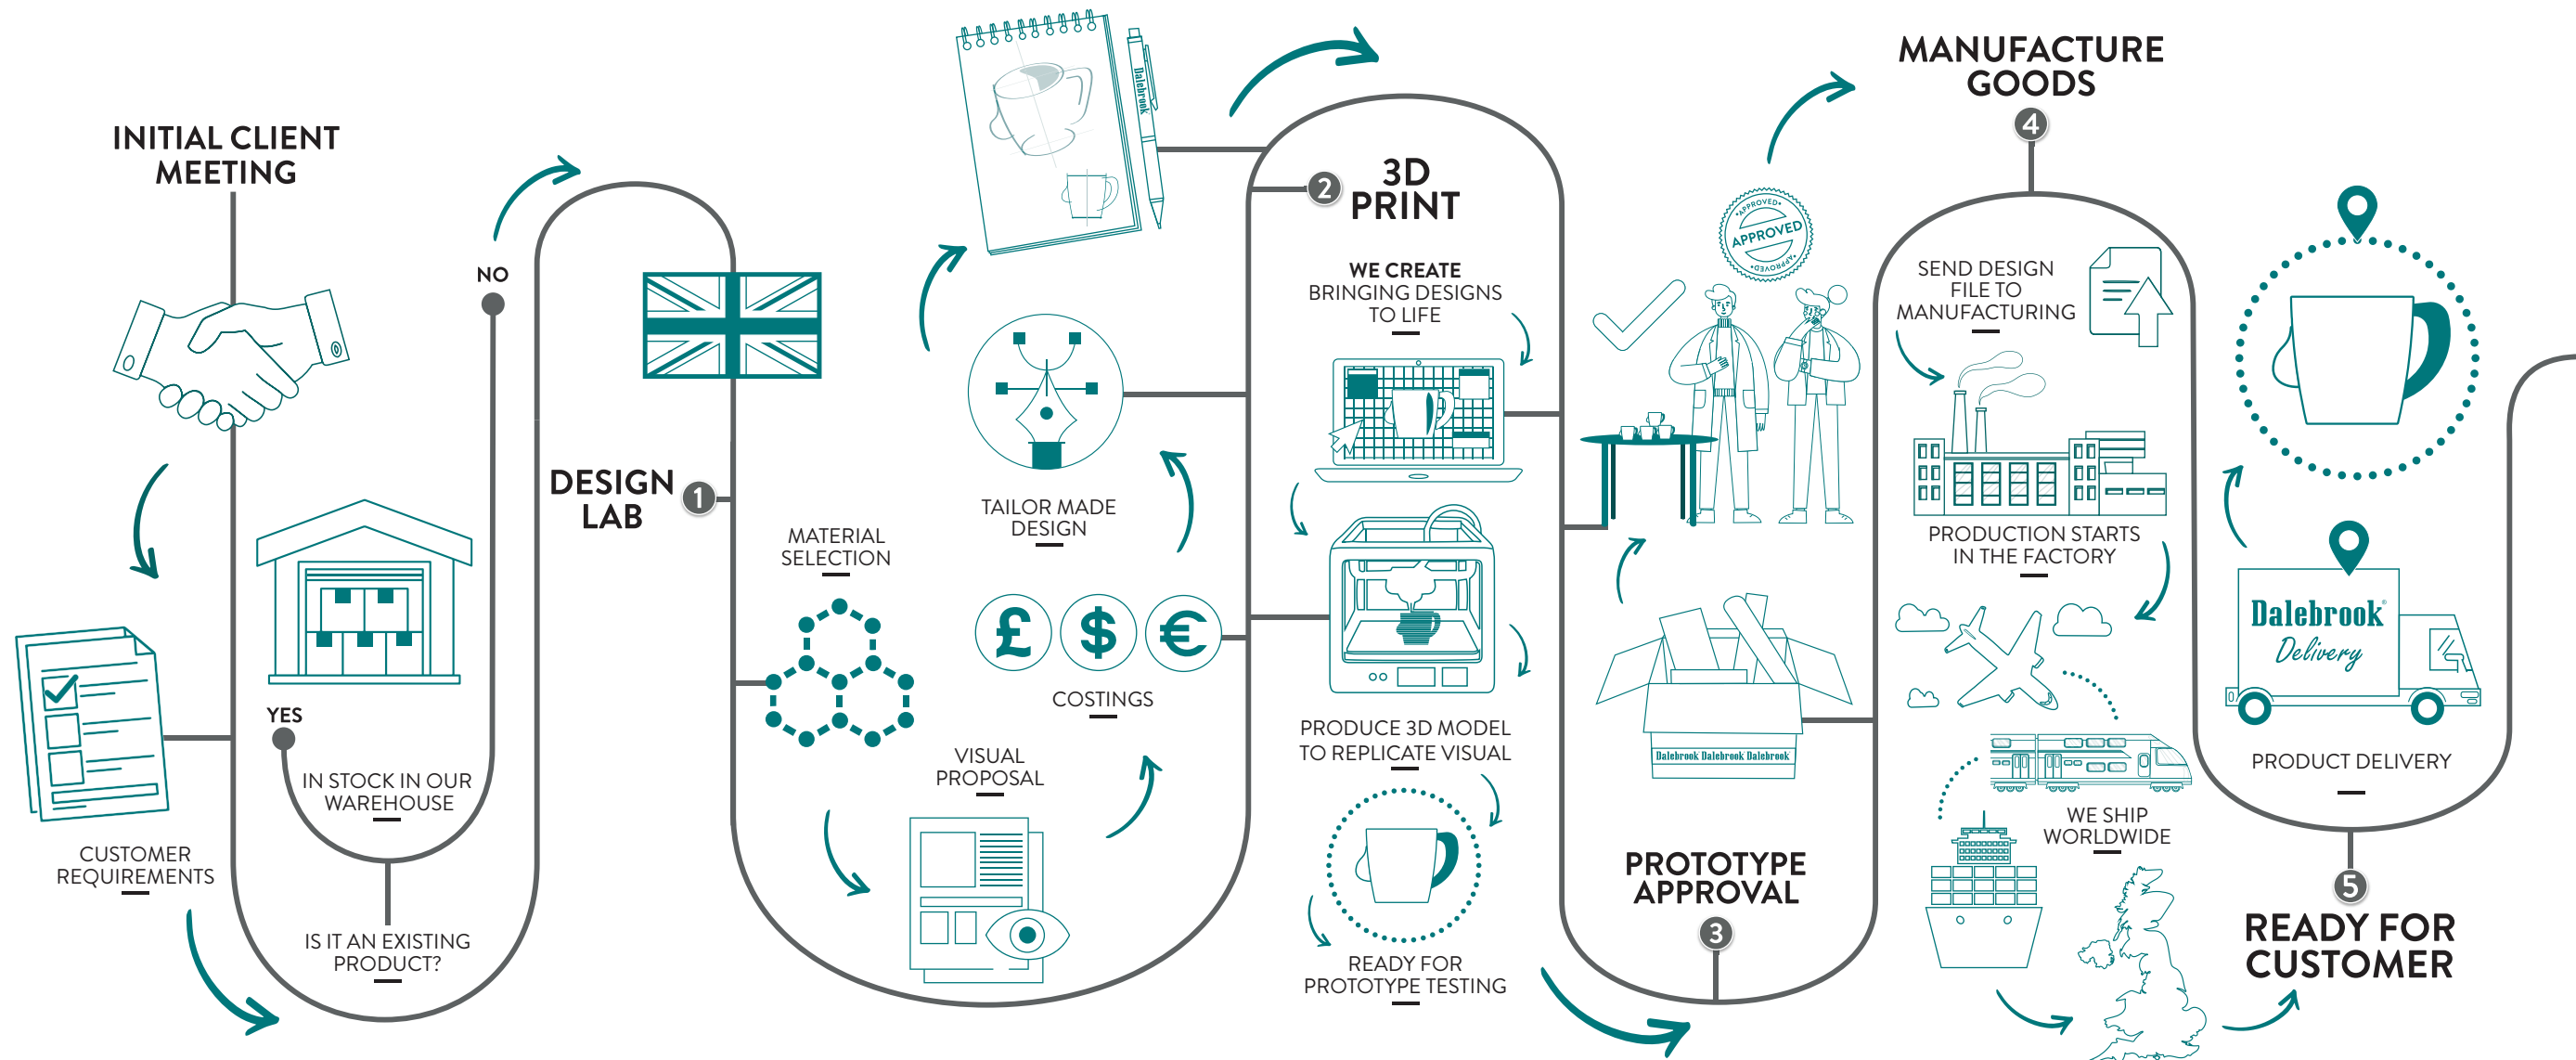 INITIAL CLIENT
MEETING
CUSTOMER
REQUIREMENTS
IS IT AN EXISTING
PRODUCT?
YES
IN STOCK IN OUR
WAREHOUSE
NO
DESIGN
LAB
1
MATERIAL
SELECTION
VISUAL
PROPOSAL
£ $ €
COSTINGS
TAILOR MADE
DESIGN
Dalebrook
2
3D
PRINT
WE CREATE
BRINGING DESIGNS
TO LIFE
PRODUCE 3D MODEL
TO REPLICATE VISUAL
READY FOR
PROTOTYPE TESTING
PROTOTYPE
APPROVAL
3
Dalebrook Dalebrook Dalebrook
•APPROVED•
APPROVED
•APPROVED•
MANUFACTURE
GOODS
4
SEND DESIGN
FILE TO
MANUFACTURING
PRODUCTION STARTS
IN THE FACTORY
WE SHIP
WORLDWIDE
Dalebrook®
Delivery
PRODUCT DELIVERY
5
READY FOR
CUSTOMER